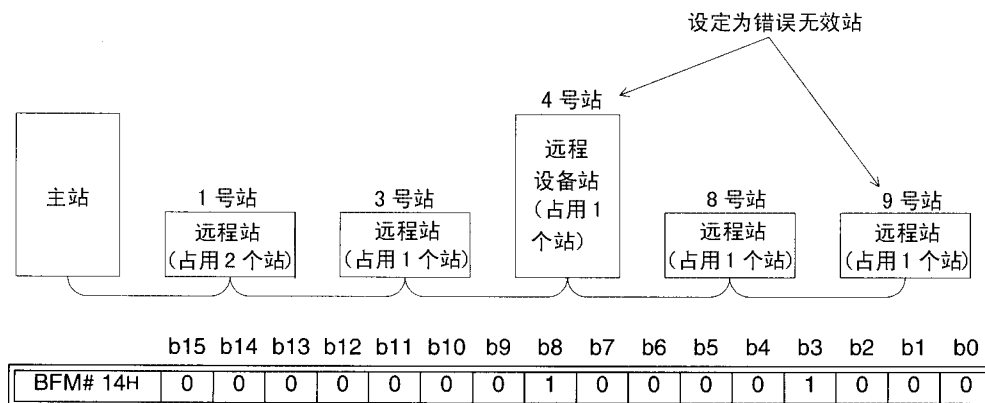 设定为错误无效站
4 号站
主站
1 号站
远程站
(占用 2 个站)
3 号站
远程站
(占用 1 个站)
远程
设备站
(占用 1
个站)
8 号站
远程站
(占用 1 个站)
9 号站
远程站
(占用 1 个站)
b15 b14 b13 b12 b11 b10 b9 b8 b7 b6 b5 b4 b3 b2 b1 b0
BFM# 14H 0 0 0 0 0 0 0 1 0 0 0 0 1 0 0 0